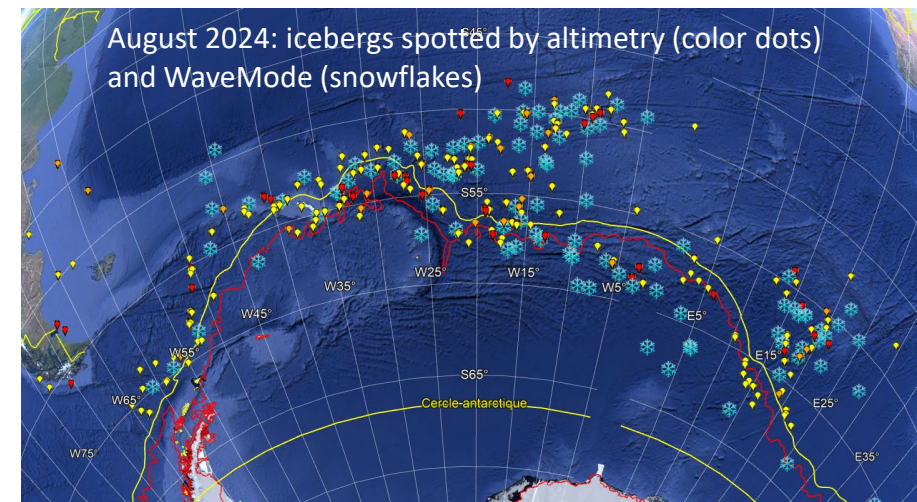 August 2024: icebergs spotted by altimetry (color dots)
and WaveMode (snowflakes)
S45°
S55°
W25°
W15°
W35°
W5°
W45°
E5°
W55°
E15°
S65°
W65°
Cercle antarctique
E25°
W75°
E35°